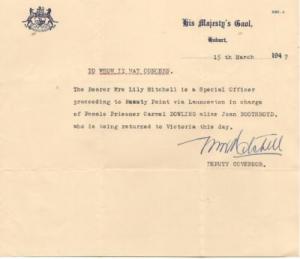 His Majesty's Gaol,
Hobart,
15 th March 1947
TO WHOM IT MAY CONCERN.
The Bearer Mrs Lily Mitchell is a Special Officer
proceeding to Beauty Point via Launceston in charge
of Female Prisoner Carmel DOWLING alias Joan BOOTHROYD,
who is being returned to Victoria this day.
DEPUTY GOVERNOR.